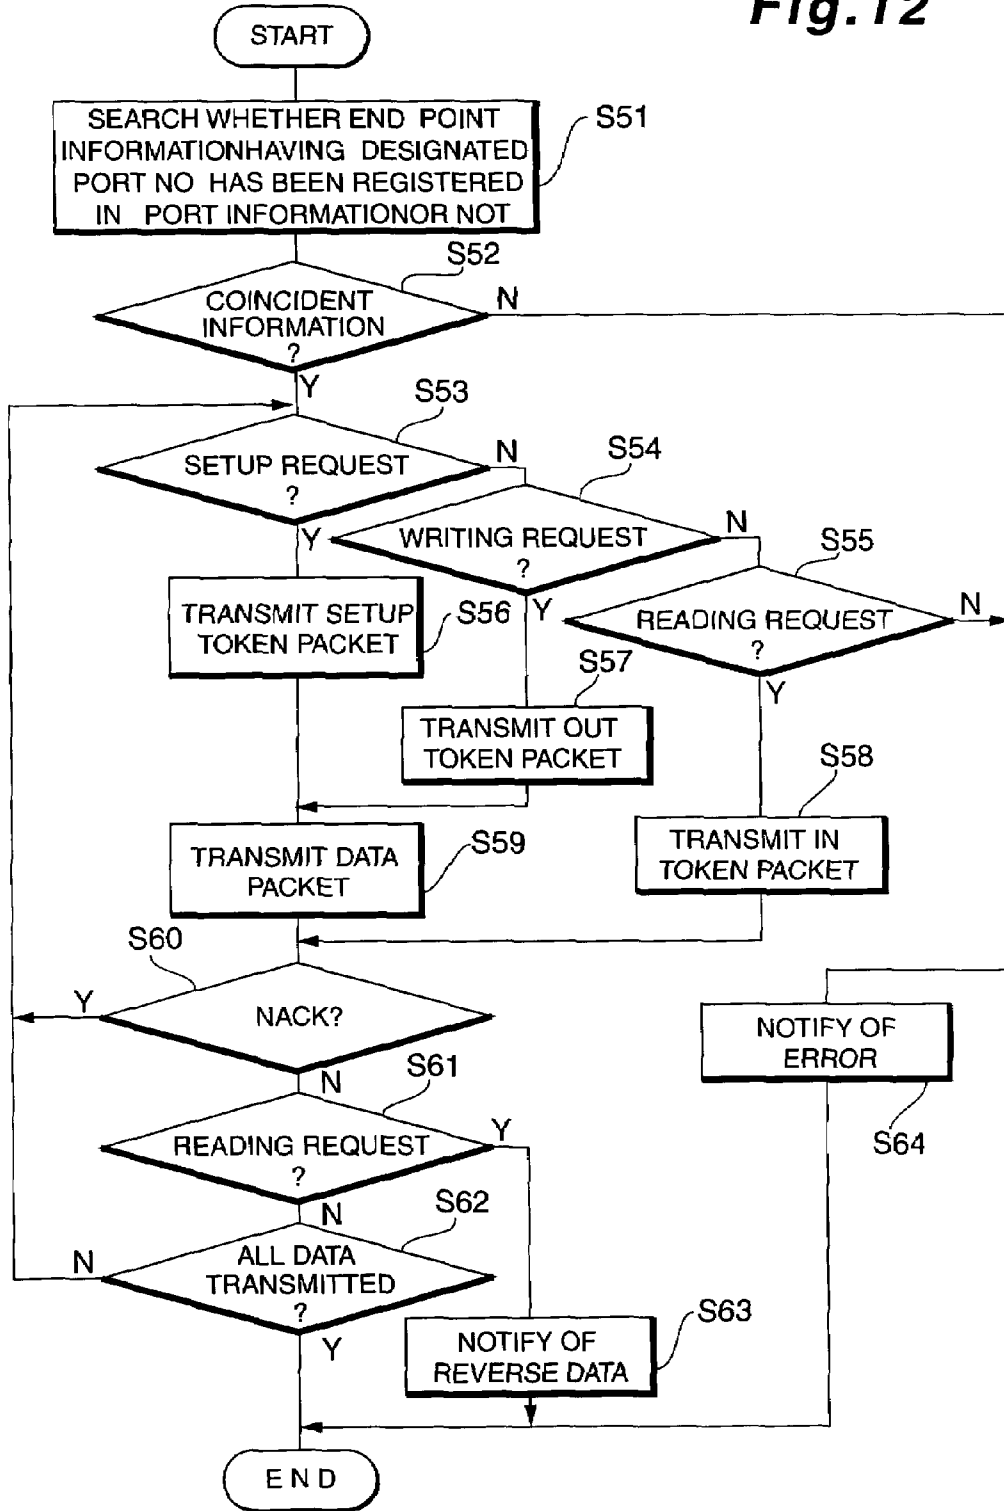 Fig.12
START
SEARCH WHETHER END POINT
INFORMATIONHAVING DESIGNATED
PORT NO HAS BEEN REGISTERED
IN PORT INFORMATIONOR NOT
S51
S52
COINCIDENT
INFORMATION
?
N
Y
S53
SETUP REQUEST
?
N
Y
S54
WRITING REQUEST
?
N
Y
S55
READING REQUEST
?
N
Y
TRANSMIT SETUP
TOKEN PACKET
S56
S57
TRANSMIT OUT
TOKEN PACKET
S58
TRANSMIT IN
TOKEN PACKET
TRANSMIT DATA
PACKET
S59
S60
Y
NACK?
N
NOTIFY OF
ERROR
S64
S61
READING REQUEST
?
Y
N
S62
N
ALL DATA
TRANSMITTED
?
Y
S63
NOTIFY OF
REVERSE DATA
END